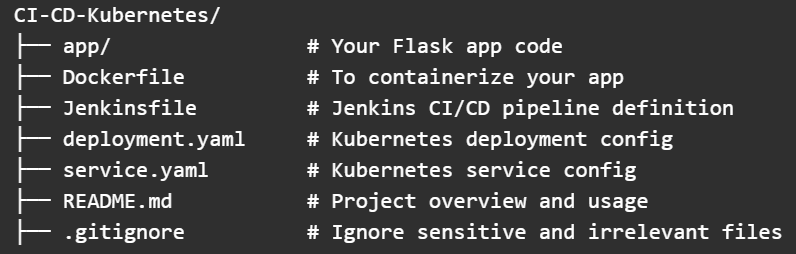 CI-CD-Kubernetes/
├── app/                # Your Flask app code
├── Dockerfile          # To containerize your app
├── Jenkinsfile         # Jenkins CI/CD pipeline definition
├── deployment.yaml     # Kubernetes deployment config
├── service.yaml        # Kubernetes service config
├── README.md           # Project overview and usage
├── .gitignore          # Ignore sensitive and irrelevant files